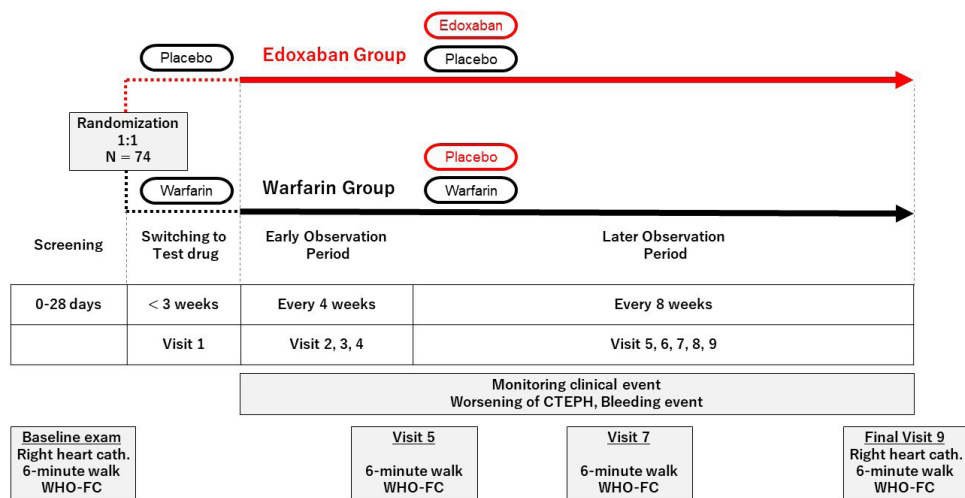 Edoxaban
Placebo
Edoxaban Group
Placebo
Randomization
1:1
N = 74
Placebo
Warfarin
Warfarin Group
Warfarin
Screening
Switching to
Test drug
Early Observation
Period
Later Observation
Period
0-28 days
< 3 weeks
Every 4 weeks
Every 8 weeks
Visit 1
Visit 2, 3, 4
Visit 5, 6, 7, 8, 9
Monitoring clinical event
Worsening of CTEPH, Bleeding event
Baseline exam
Right heart cath.
6-minute walk
WHO-FC
Visit 5
6-minute walk
WHO-FC
Visit 7
6-minute walk
WHO-FC
Final Visit 9
Right heart cath.
6-minute walk
WHO-FC